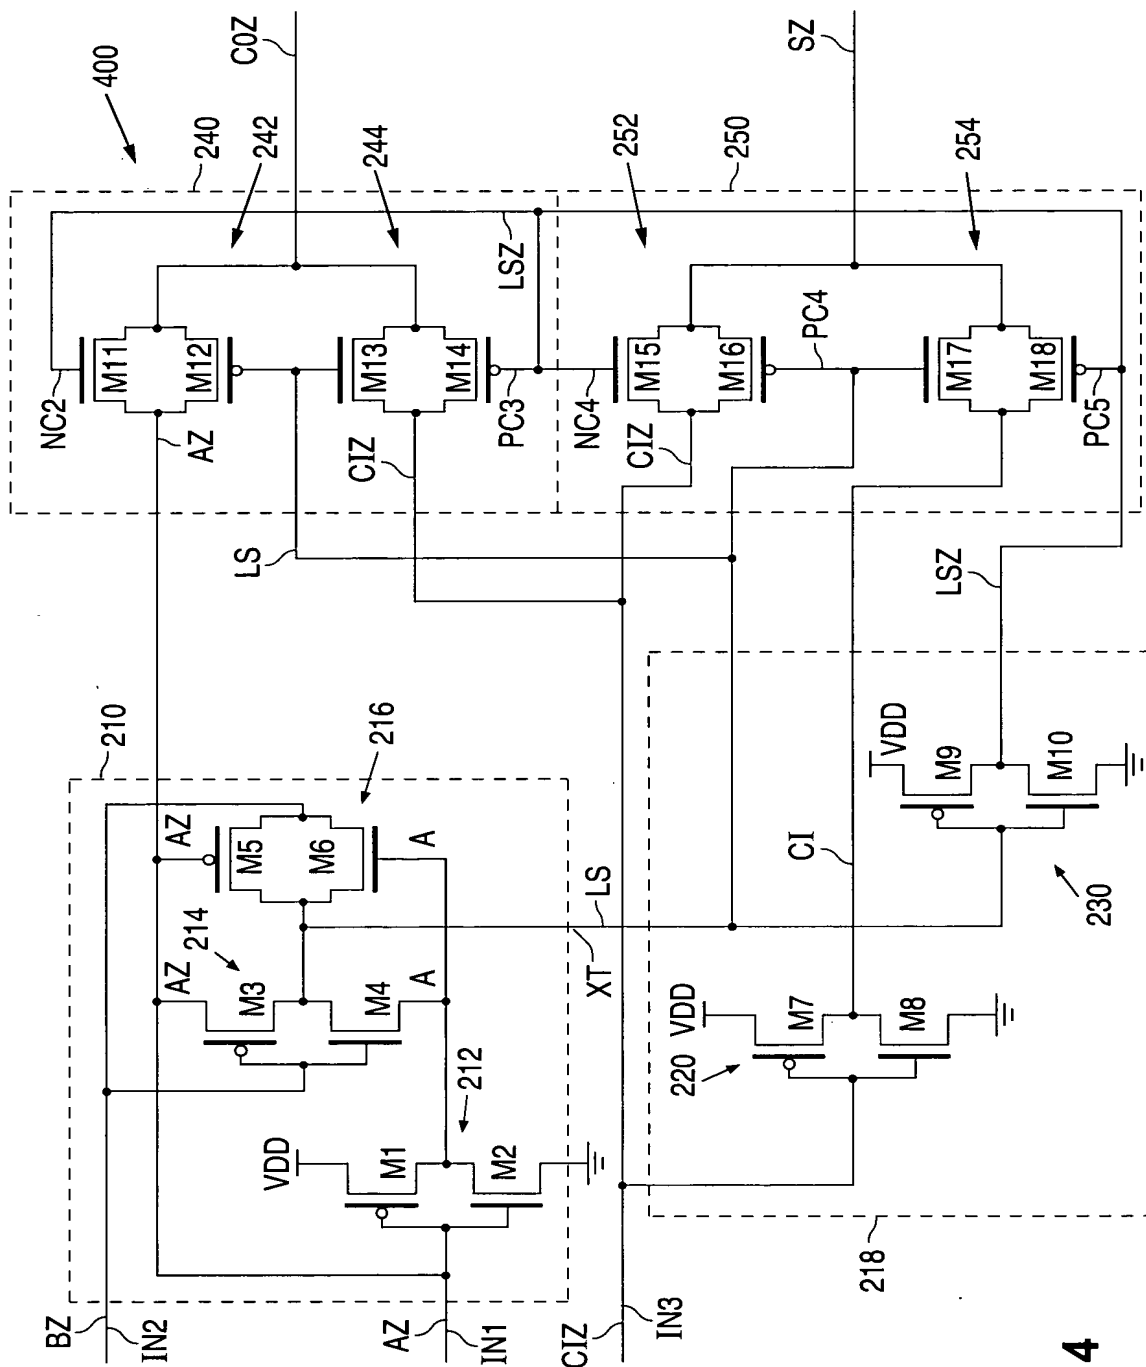 400
C0Z
240
242
244
LSZ
252
250
SZ
254
NC2
M11
M12
AZ
M13
M14
PC3
CIZ
NC4
M15
M16
CIZ
PC4
M17
M18
PC5
LS
LSZ
210
216
AZ
M5
M6
A
214
AZ
M3
M4
A
LS
XT
CI
VDD
M9
M10
230
212
VDD
M1
M2
VDD
M7
M8
220
218
BZ
IN2
AZ
IN1
CIZ
IN3
4